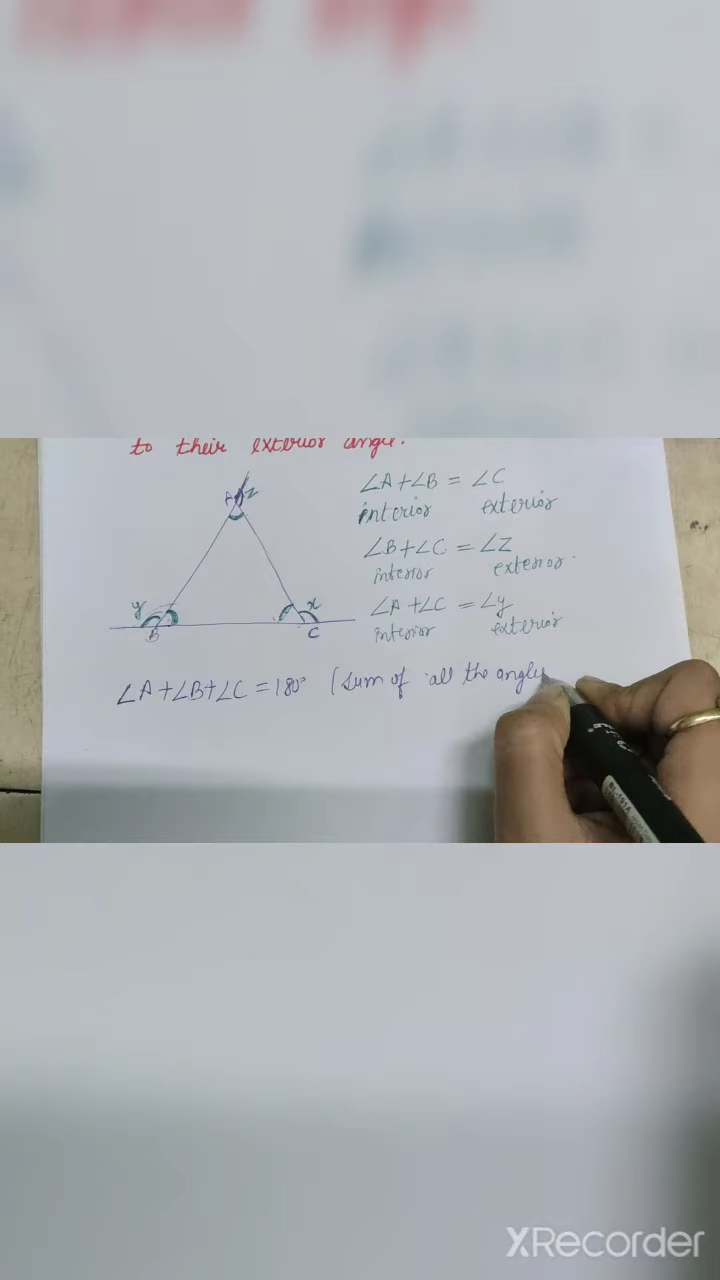 to their exterior angle.
A z
∠A+∠B = ∠C
interior exterior
∠B+∠C = ∠Z
interior exterior.
y x
∠A+∠C = ∠y
interior exterior
B C
∠A+∠B+∠C = 180° (Sum of all the angles
XRecorder